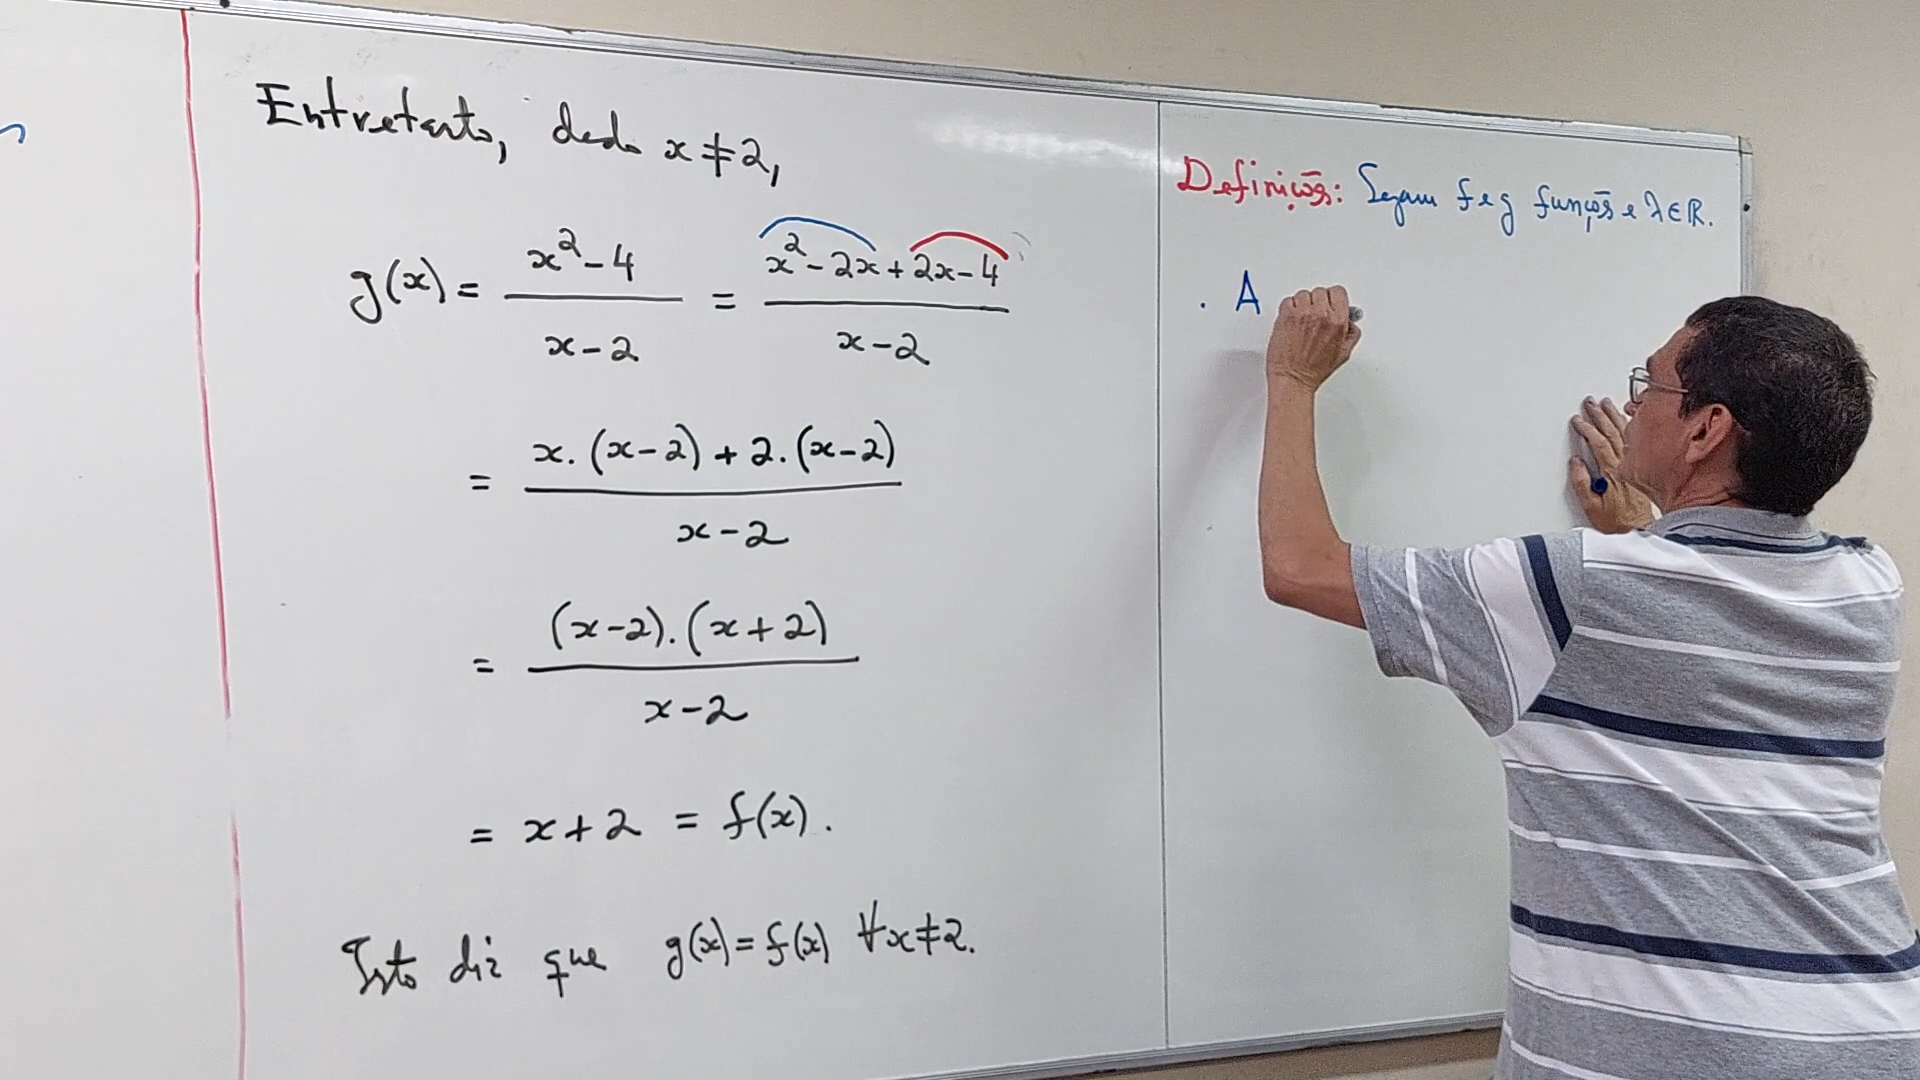 Entretanto, dado x≠2,
g(x) = (x²-4)/(x-2) = (x²-2x+2x-4)/(x-2)
= (x.(x-2)+2.(x-2))/(x-2)
= ((x-2).(x+2))/(x-2)
= x+2 = f(x).
Isto diz que g(x)=f(x) ∀x≠2.
Definições: Sejam f e g funções e λ∈ℝ.
. A